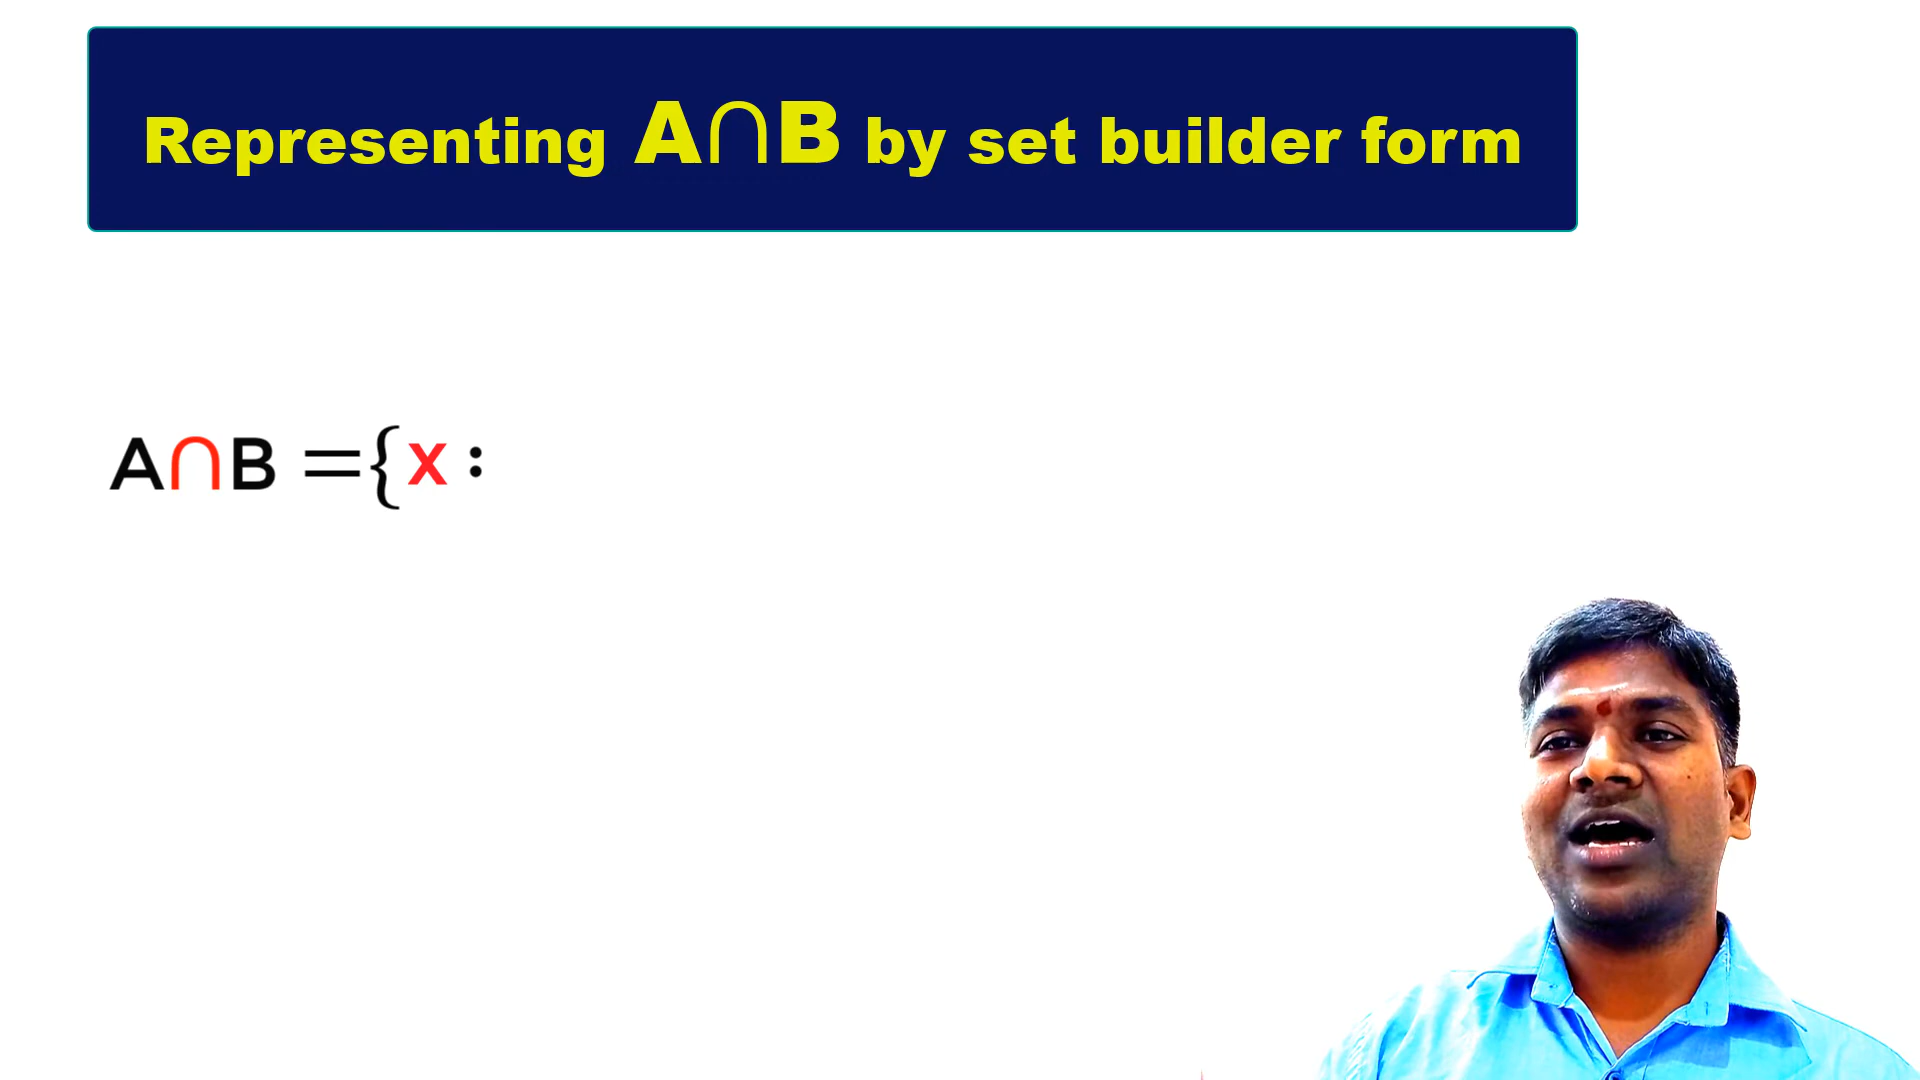 Representing A∩B by set builder form
A∩B ={x :